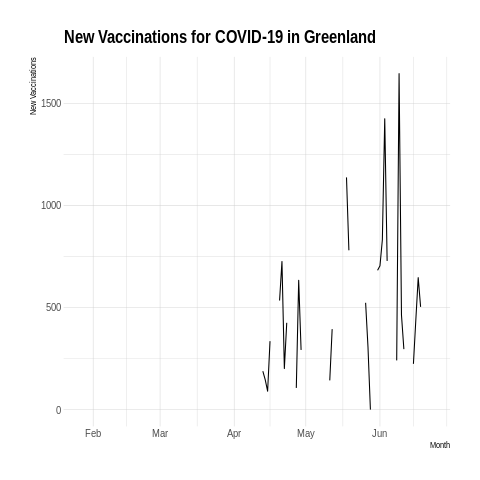 New Vaccinations for COVID-19 in Greenland
New Vaccinations
1500
1000
500
0
Feb Mar Apr May Jun
Month